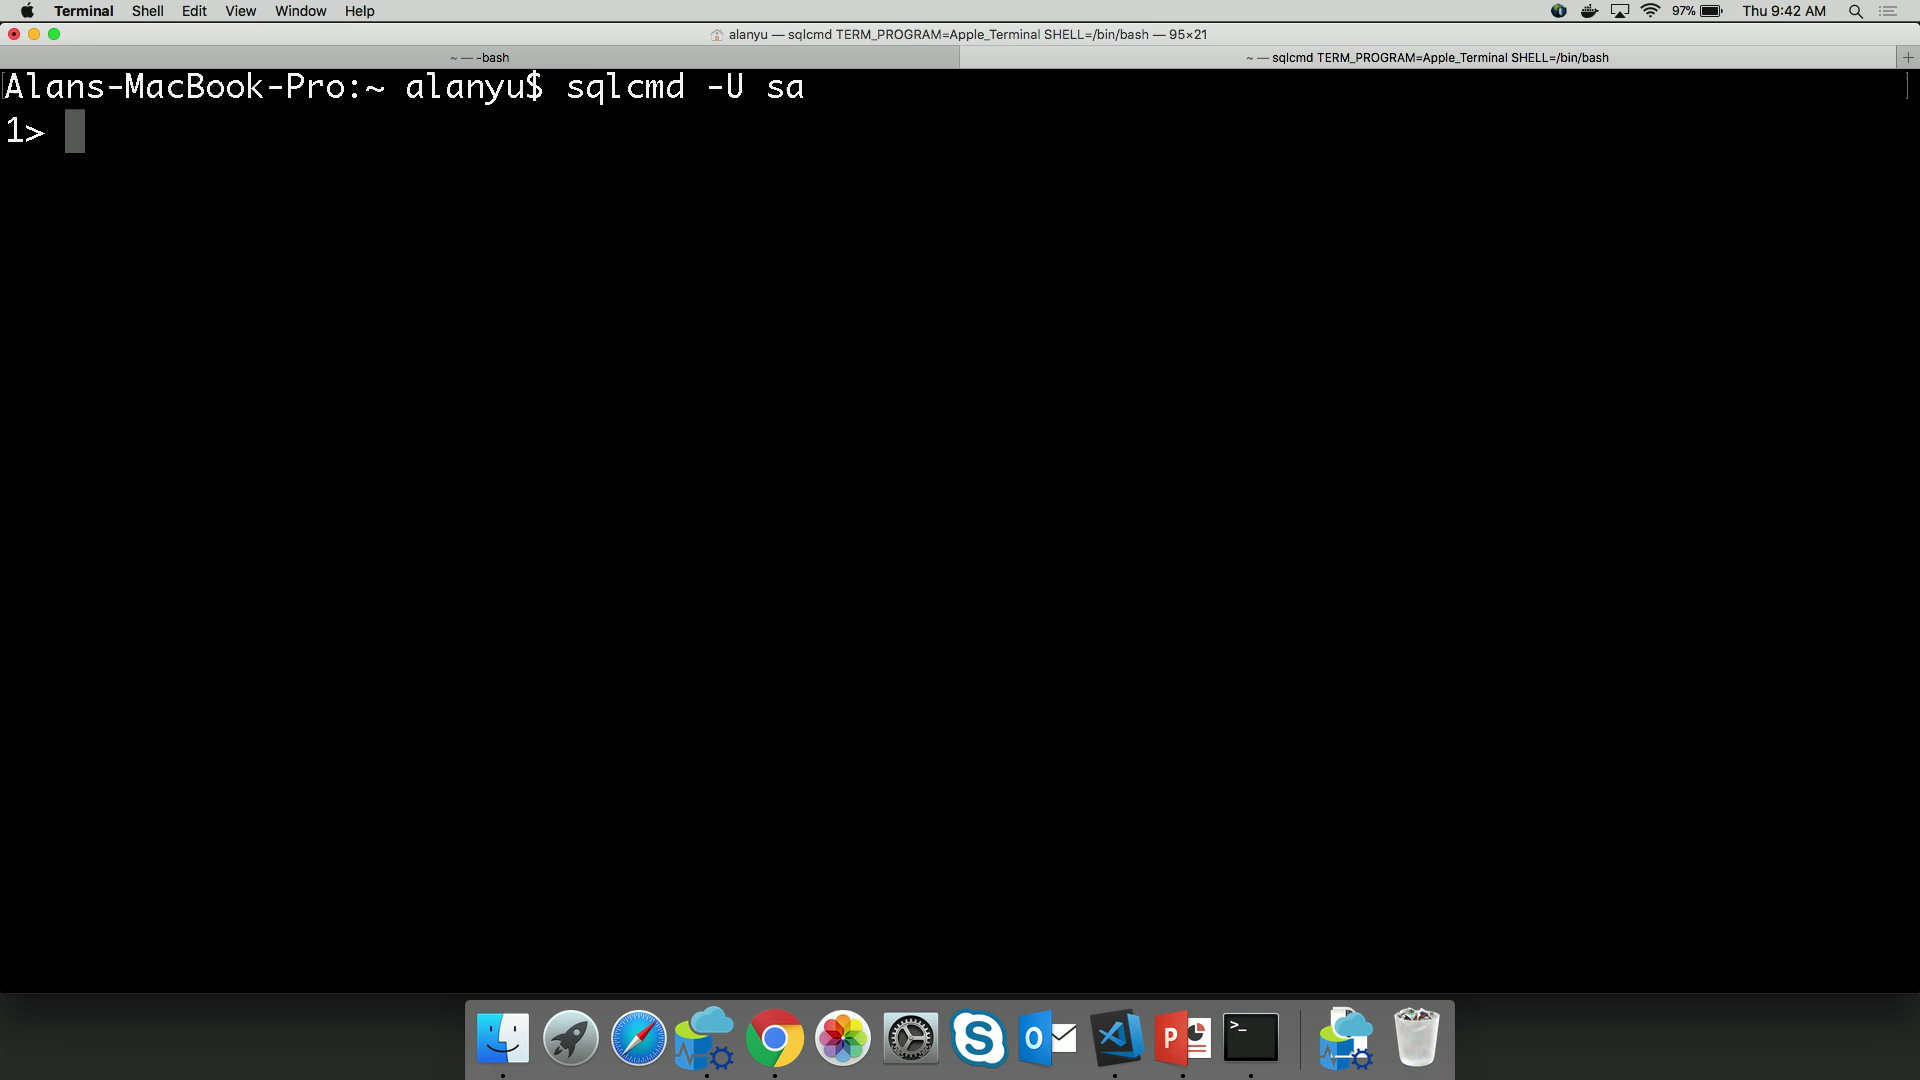 Terminal Shell Edit View Window Help 97% Thu 9:42 AM
alanyu — sqlcmd TERM_PROGRAM=Apple_Terminal SHELL=/bin/bash — 95×21
~ — -bash
~ — sqlcmd TERM_PROGRAM=Apple_Terminal SHELL=/bin/bash
Alans-MacBook-Pro:~ alanyu$ sqlcmd -U sa
1>